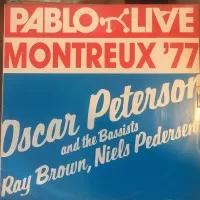 PABLO LIVE
MONTREUX '77
Oscar Peterson
and the Bassists
Ray Brown, Niels Pedersen